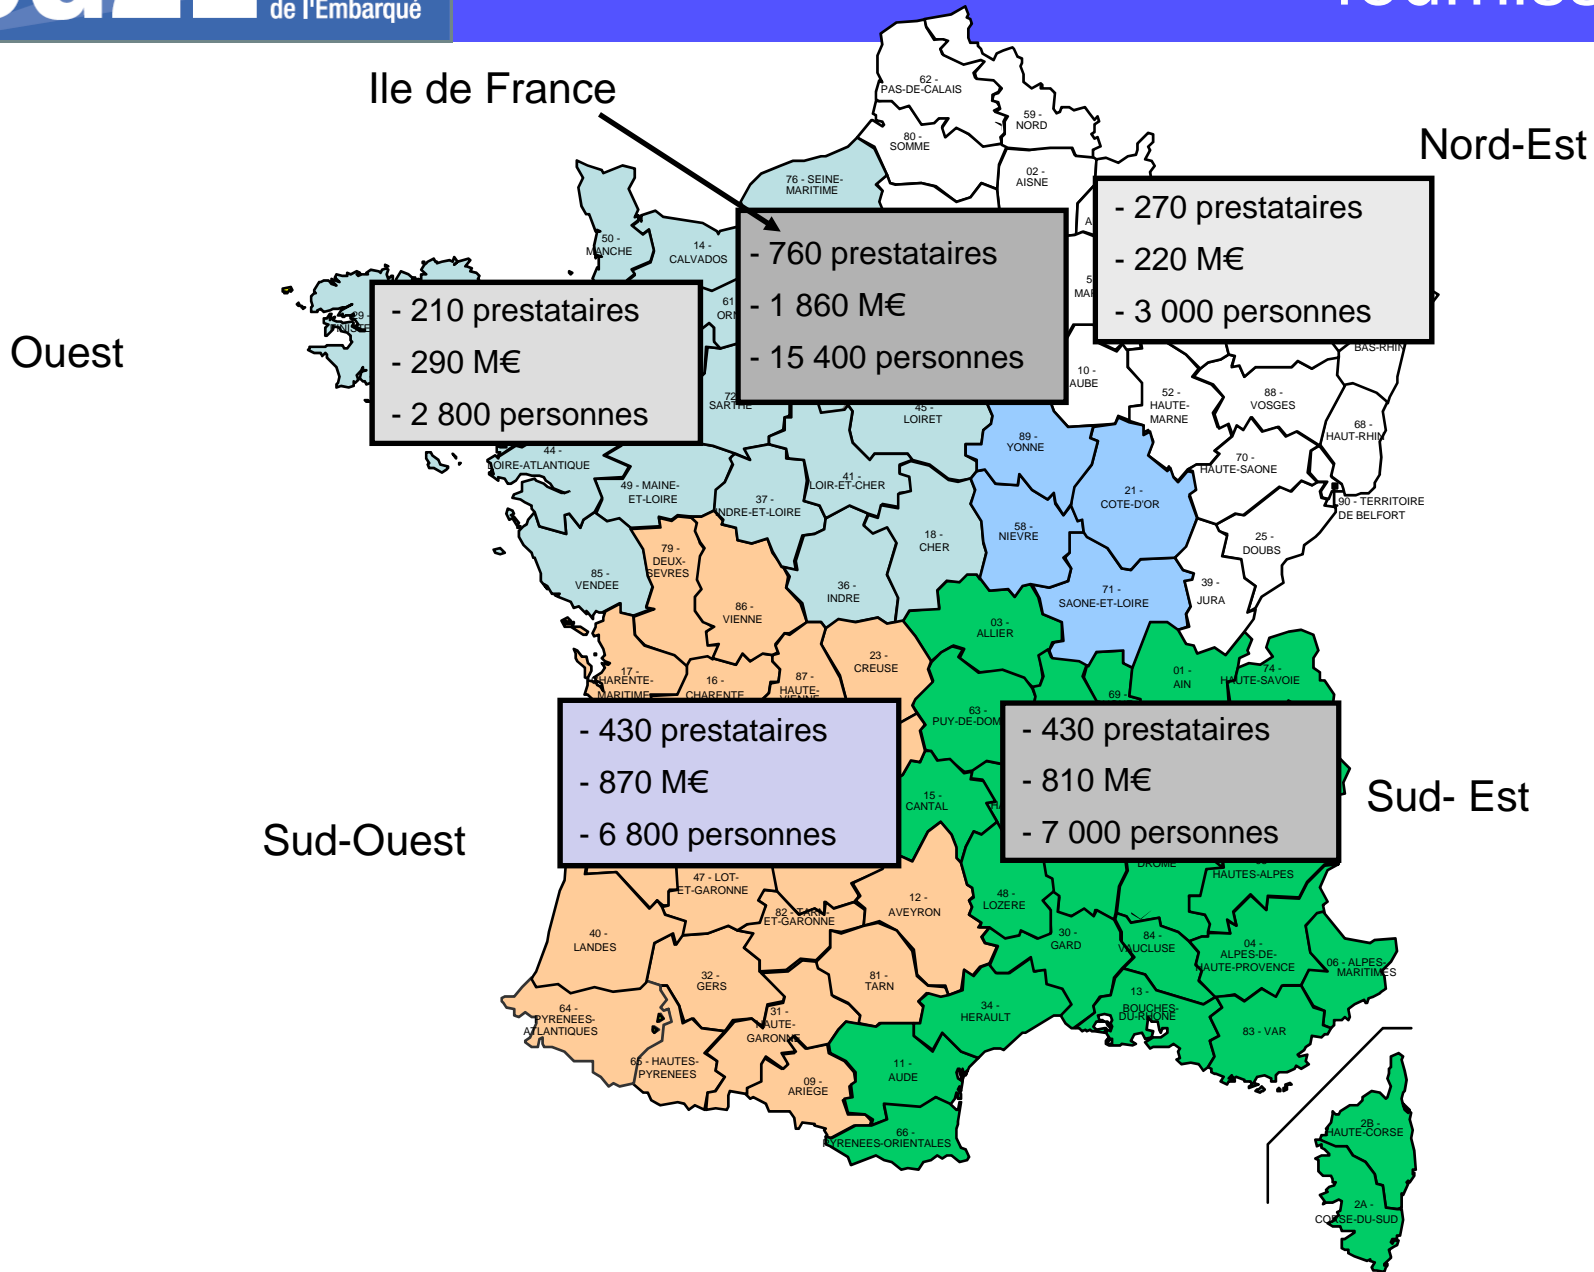 de l'Embarqué
Ile de France
Nord-Est
Ouest
Sud-Ouest
Sud- Est
- 760 prestataires
- 1 860 M€
- 15 400 personnes
- 270 prestataires
- 220 M€
- 3 000 personnes
- 210 prestataires
- 290 M€
- 2 800 personnes
- 430 prestataires
- 870 M€
- 6 800 personnes
- 430 prestataires
- 810 M€
- 7 000 personnes
62 -
PAS-DE-CALAIS
59 -
NORD
80 -
SOMME
02 -
AISNE
76 - SEINE-
MARITIME
50 -
MANCHE
14 -
CALVADOS
61
29 -
72
SARTHE
45 -
LOIRET
10 -
AUBE
52 -
HAUTE-
MARNE
88 -
VOSGES
BAS-RHIN
68 -
HAUT-RHIN
70 -
HAUTE-SAONE
90 - TERRITOIRE
DE BELFORT
25 -
DOUBS
39 -
JURA
89 -
YONNE
21 -
COTE-D'OR
58 -
NIEVRE
71 -
SAONE-ET-LOIRE
44 -
LOIRE-ATLANTIQUE
49 - MAINE-
ET-LOIRE
37 -
INDRE-ET-LOIRE
41 -
LOIR-ET-CHER
18 -
CHER
36 -
INDRE
85 -
VENDEE
79 -
DEUX-
SEVRES
86 -
VIENNE
17 -
CHARENTE-
MARITIME
16 -
CHARENTE
87 -
HAUTE-
VIENNE
23 -
CREUSE
03 -
ALLIER
63 -
69 -
01 -
AIN
74 -
HAUTE-SAVOIE
15 -
CANTAL
47 - LOT-
ET-GARONNE
82 - TARN-
ET-GARONNE
12 -
AVEYRON
48 -
LOZERE
DROME
HAUTES-ALPES
40 -
LANDES
32 -
GERS
81 -
TARN
30 -
GARD
84 -
VAUCLUSE
04 -
ALPES-DE-
HAUTE-PROVENCE
06 - ALPES-
MARITIMES
64 -
PYRENEES-
ATLANTIQUES
65 - HAUTES-
PYRENEES
31 -
HAUTE-
GARONNE
09 -
ARIEGE
34 -
HERAULT
13 -
BOUCHES-
DU-RHONE
83 - VAR
11 -
AUDE
66 -
PYRENEES-ORIENTALES
2B -
HAUTE-CORSE
2A -
CORSE-DU-SUD